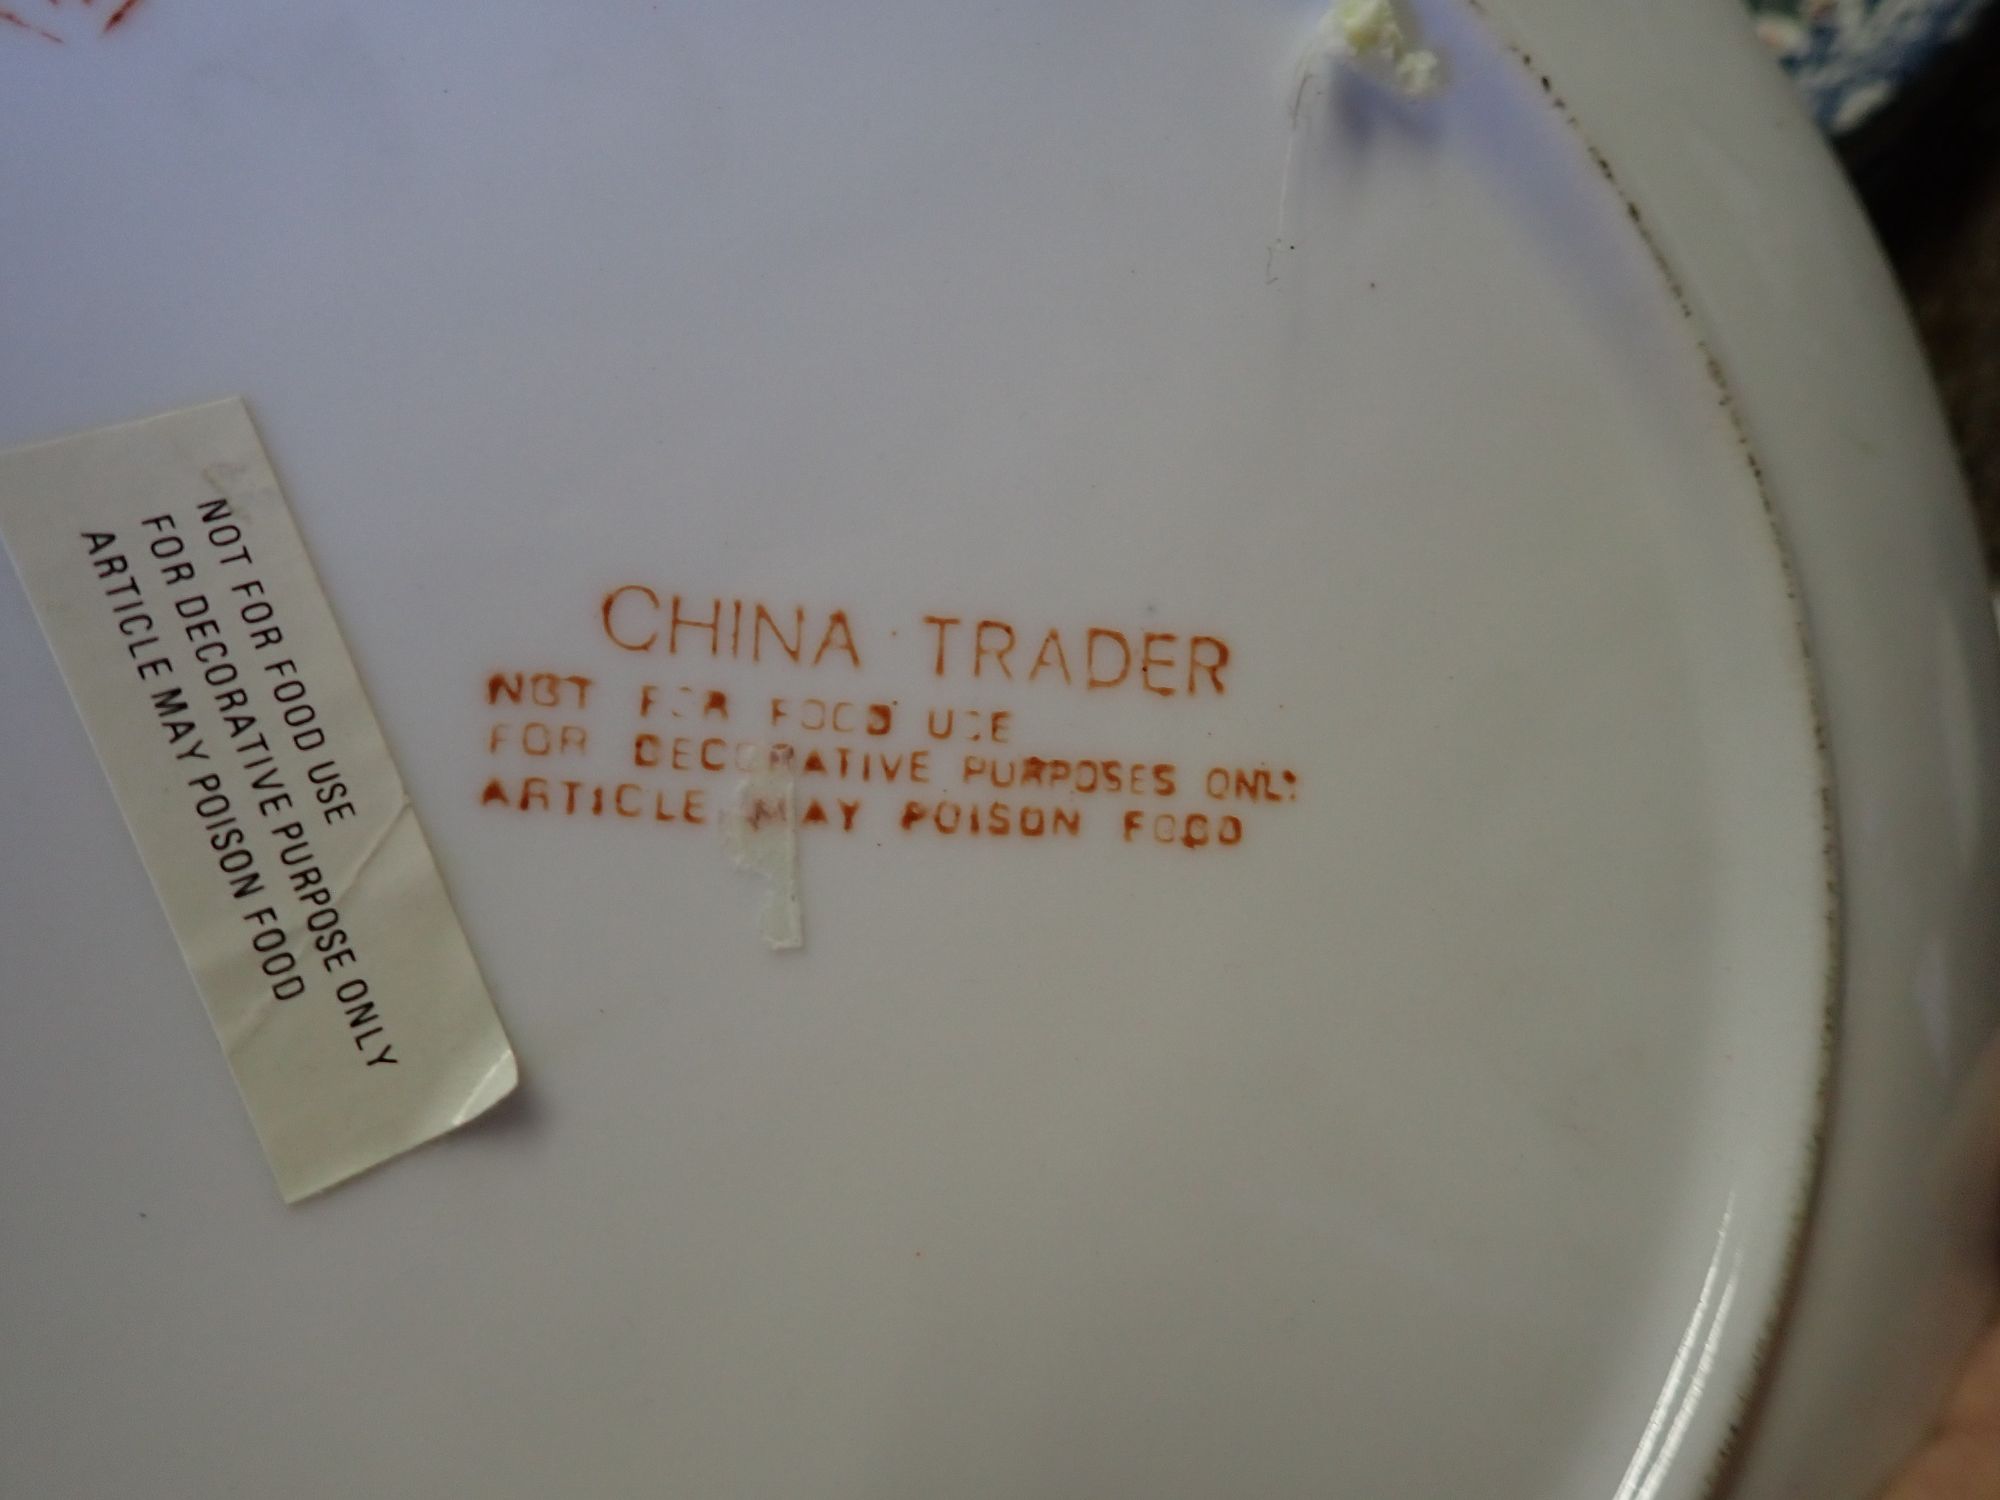 CHINA TRADER
NOT FOR FOOD USE
FOR DECORATIVE PURPOSES ONLY
ARTICLE MAY POISON FOOD
NOT FOR FOOD USE
FOR DECORATIVE PURPOSE ONLY
ARTICLE MAY POISON FOOD